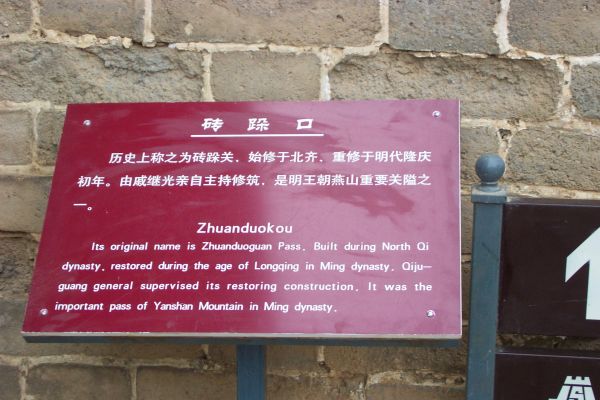 砖垛口
历史上称之为砖垛关，始修于北齐，重修于明代隆庆
初年。由戚继光亲自主持修筑，是明王朝燕山重要关隘之
一。
Zhuanduokou
Its original name is Zhuanduoguan Pass. Built during North Qi
dynasty, restored during the age of Longqing in Ming dynasty. Qiju-
guang general supervised its restoring construction. It was the
important pass of Yanshan Mountain in Ming dynasty.
1